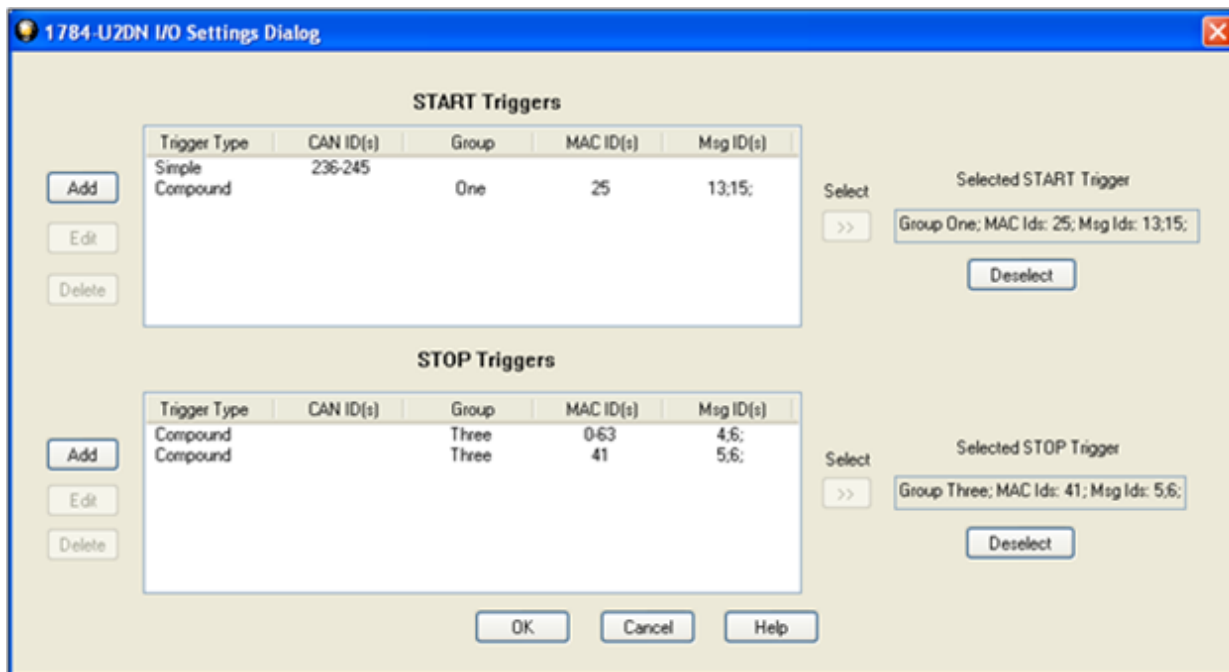 1784-U2DN I/O Settings Dialog
START Triggers
Trigger Type CAN ID(s) Group MAC ID(s) Msg ID(s)
Simple 236-245
Compound One 25 13;15;
Add
Edit
Delete
Select
>>
Selected START Trigger
Group One; MAC Ids: 25; Msg Ids: 13;15;
Deselect
STOP Triggers
Trigger Type CAN ID(s) Group MAC ID(s) Msg ID(s)
Compound Three 0-63 4;6;
Compound Three 41 5;6;
Add
Edit
Delete
Select
>>
Selected STOP Trigger
Group Three; MAC Ids: 41; Msg Ids: 5;6;
Deselect
OK Cancel Help